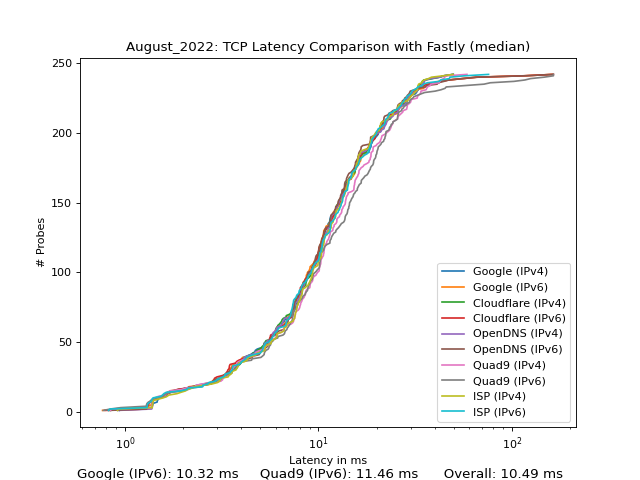 August_2022: TCP Latency Comparison with Fastly (median)
250
200
150
100
50
0
# Probes
Google (IPv4)
Google (IPv6)
Cloudflare (IPv4)
Cloudflare (IPv6)
OpenDNS (IPv4)
OpenDNS (IPv6)
Quad9 (IPv4)
Quad9 (IPv6)
ISP (IPv4)
ISP (IPv6)
10⁰ 10¹ 10²
Latency in ms
Google (IPv6): 10.32 ms Quad9 (IPv6): 11.46 ms Overall: 10.49 ms